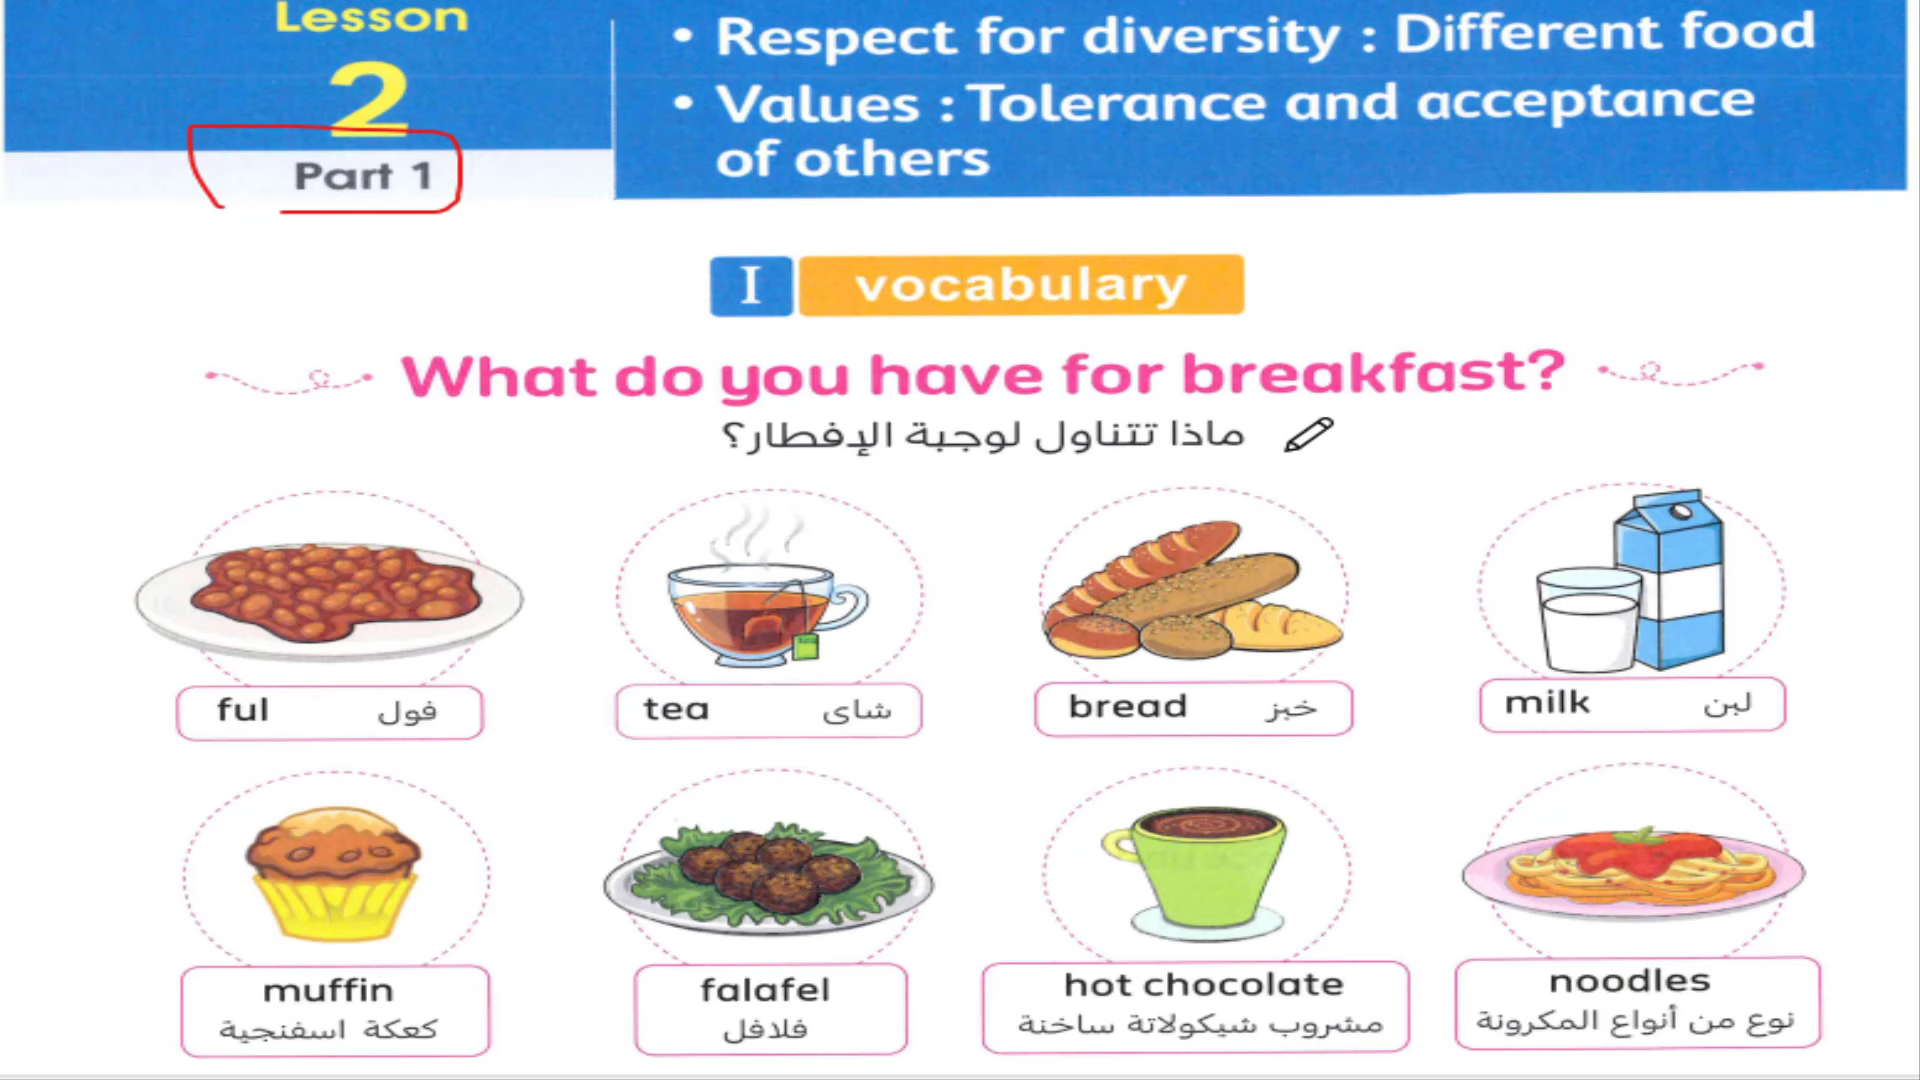 Lesson
2
Part 1
• Respect for diversity : Different food
• Values : Tolerance and acceptance
of others
I vocabulary
What do you have for breakfast?
ماذا تتناول لوجبة الإفطار؟
ful فول
tea شاى
bread خبز
milk لبن
muffin
كعكة اسفنجية
falafel
فلافل
hot chocolate
مشروب شيكولاتة ساخنة
noodles
نوع من أنواع المكرونة